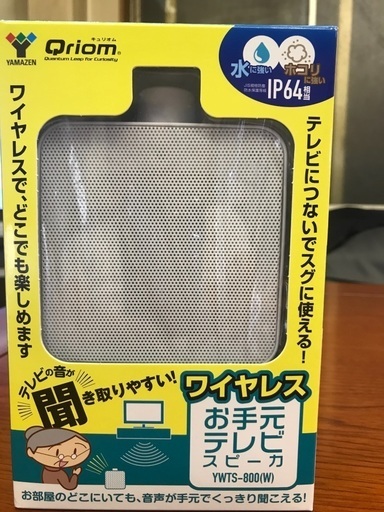 YAMAZEN
キュリオム
Qriom®
Quantum Leap for Curiosity
水に強い
ホコリに強い
IP64相当
テレビにつないでスグに使える!
ワイヤレスで、どこでも楽しめます
テレビの音が
聞き取りやすい!
ワイヤレス
お手元
テレビ
スピーカ
YWTS-800(W)
お部屋のどこにいても、音声が手元でくっきり聞こえる!